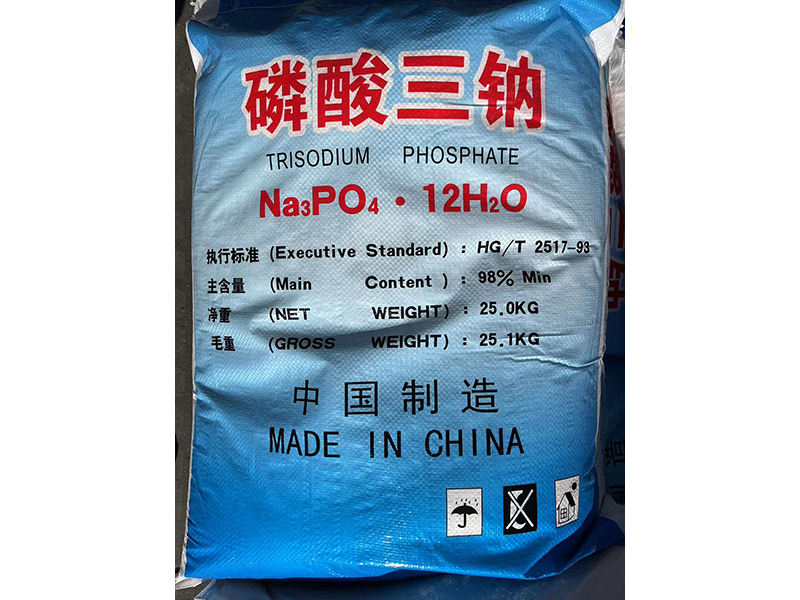 磷酸三钠
TRISODIUM PHOSPHATE
Na₃PO₄・12H₂O
执行标准 (Executive Standard) : HG/T 2517-93
主含量 (Main Content ) : 98% Min
净重 (NET WEIGHT) : 25.0KG
毛重 (GROSS WEIGHT) : 25.1KG
中国制造
MADE IN CHINA